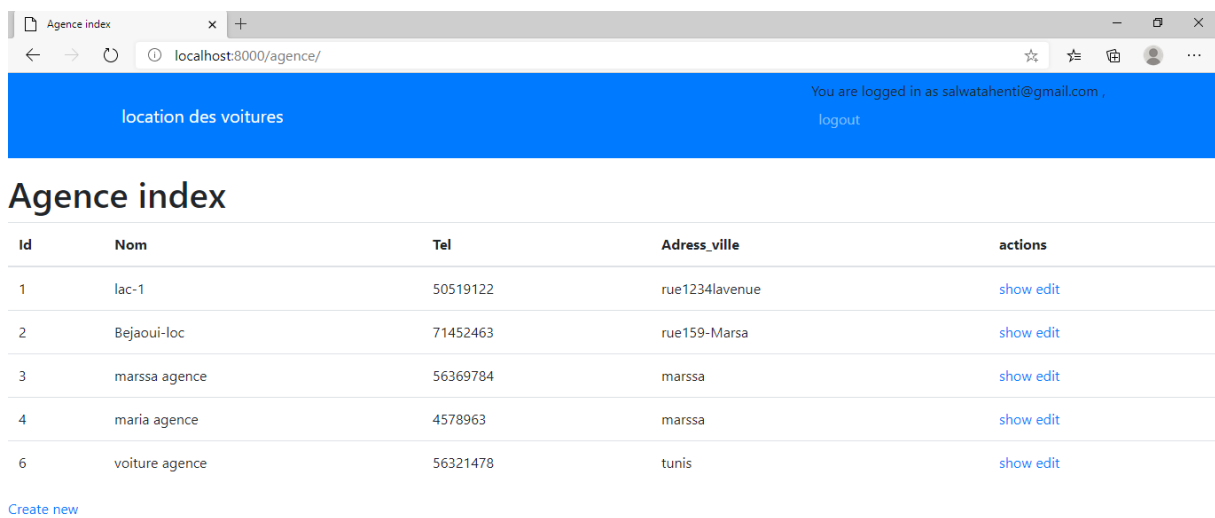 Agence index
localhost:8000/agence/
You are logged in as salwatahenti@gmail.com ,
location des voitures
logout
Agence index
Id Nom Tel Adress_ville actions
1 lac-1 50519122 rue1234lavenue show edit
2 Bejaoui-loc 71452463 rue159-Marsa show edit
3 marssa agence 56369784 marssa show edit
4 maria agence 4578963 marssa show edit
6 voiture agence 56321478 tunis show edit
Create new